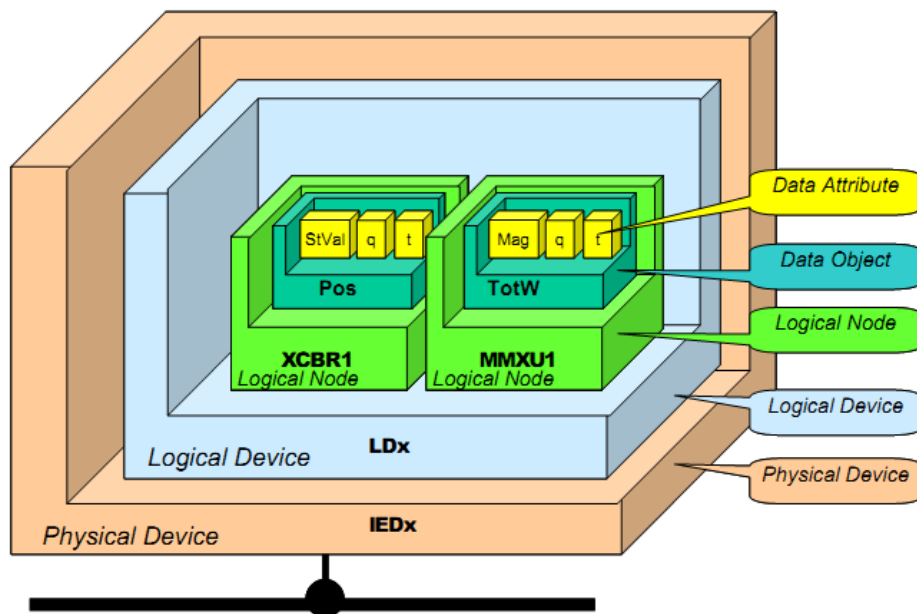 StVal q t
Mag q t
Pos
TotW
XCBR1
Logical Node
MMXU1
Logical Node
LDx
Logical Device
IEDx
Physical Device
Data Attribute
Data Object
Logical Node
Logical Device
Physical Device